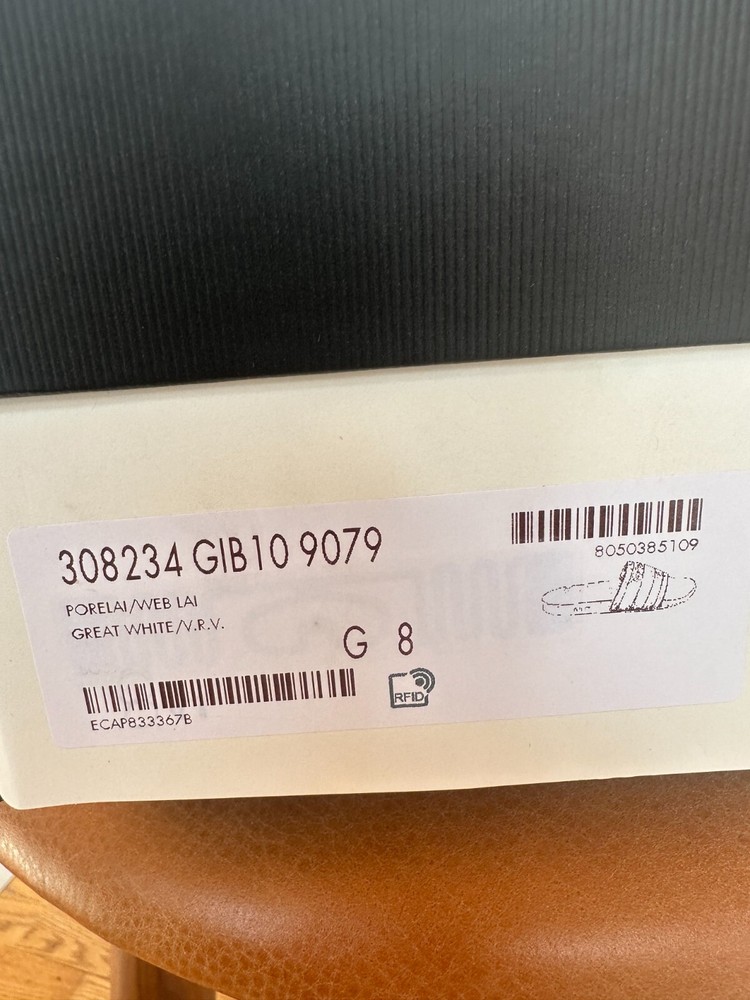 308234 GIB10 9079
8050385109
PORELAI/WEB LAI
GREAT WHITE/V.R.V.
G 8
RFID
ECAP833367B